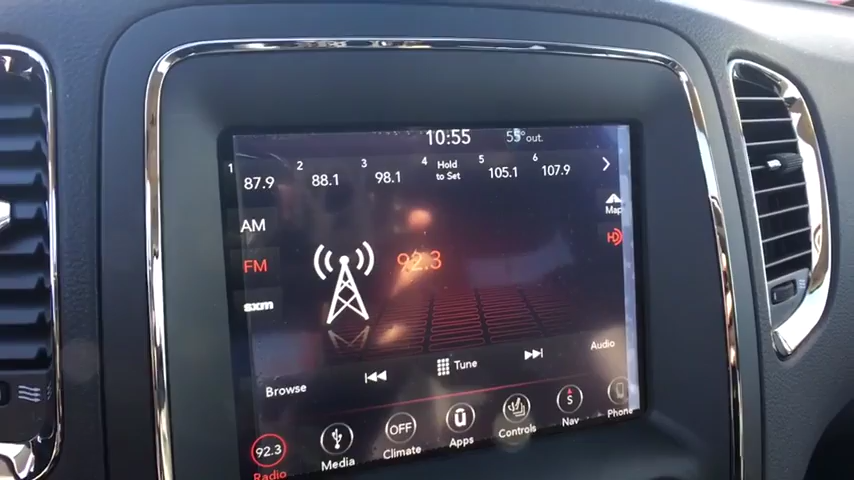 10:55 55° out.
1 87.9 2 88.1 3 98.1 4 Hold to Set 5 105.1 6 107.9
AM
Map
FM
92.3
sxm
Browse
Tune
Audio
92.3
Radio
Media
OFF
Climate
Apps
Controls
S
Nav
Phone